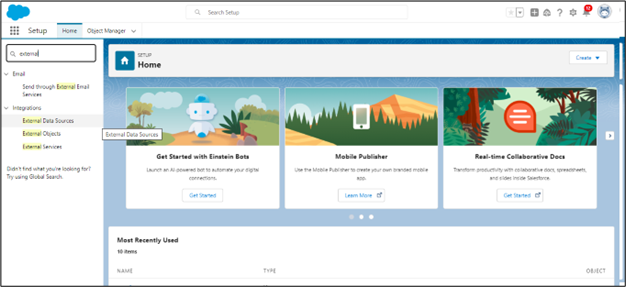 Search Setup
Setup
Home
Object Manager
external
Email
Send through External Email
Services
Integrations
External Data Sources
External Objects
External Services
External Data Sources
Didn't find what you're looking for?
Try using Global Search.
SETUP
Home
Create
Get Started with Einstein Bots
Launch an AI-powered bot to automate your digital
connections.
Get Started
Mobile Publisher
Use the Mobile Publisher to create your own branded mobile
app.
Learn More
Real-time Collaborative Docs
Transform productivity with collaborative docs, spreadsheets,
and slides inside Salesforce.
Get Started
Most Recently Used
10 items
NAME
TYPE
OBJECT